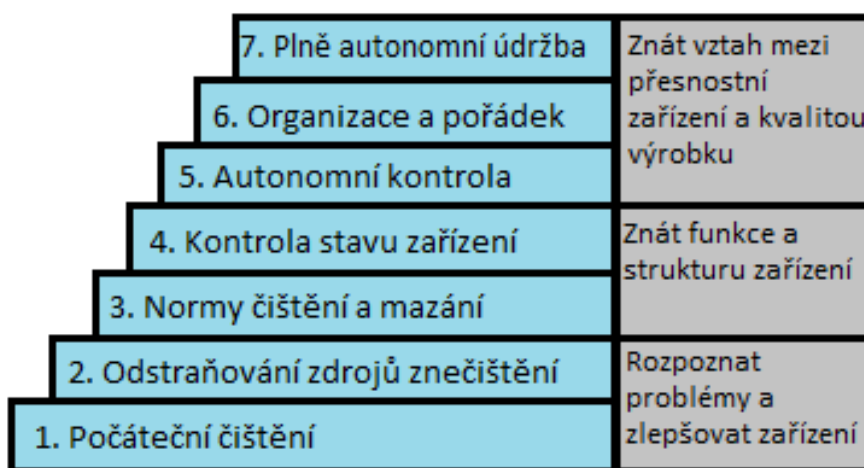 7. Plně autonomní údržba
6. Organizace a pořádek
5. Autonomní kontrola
4. Kontrola stavu zařízení
3. Normy čištění a mazání
2. Odstraňování zdrojů znečištění
1. Počáteční čištění
Znát vztah mezi
přesnostní
zařízení a kvalitou
výrobku
Znát funkce a
strukturu zařízení
Rozpoznat
problémy a
zlepšovat zařízení